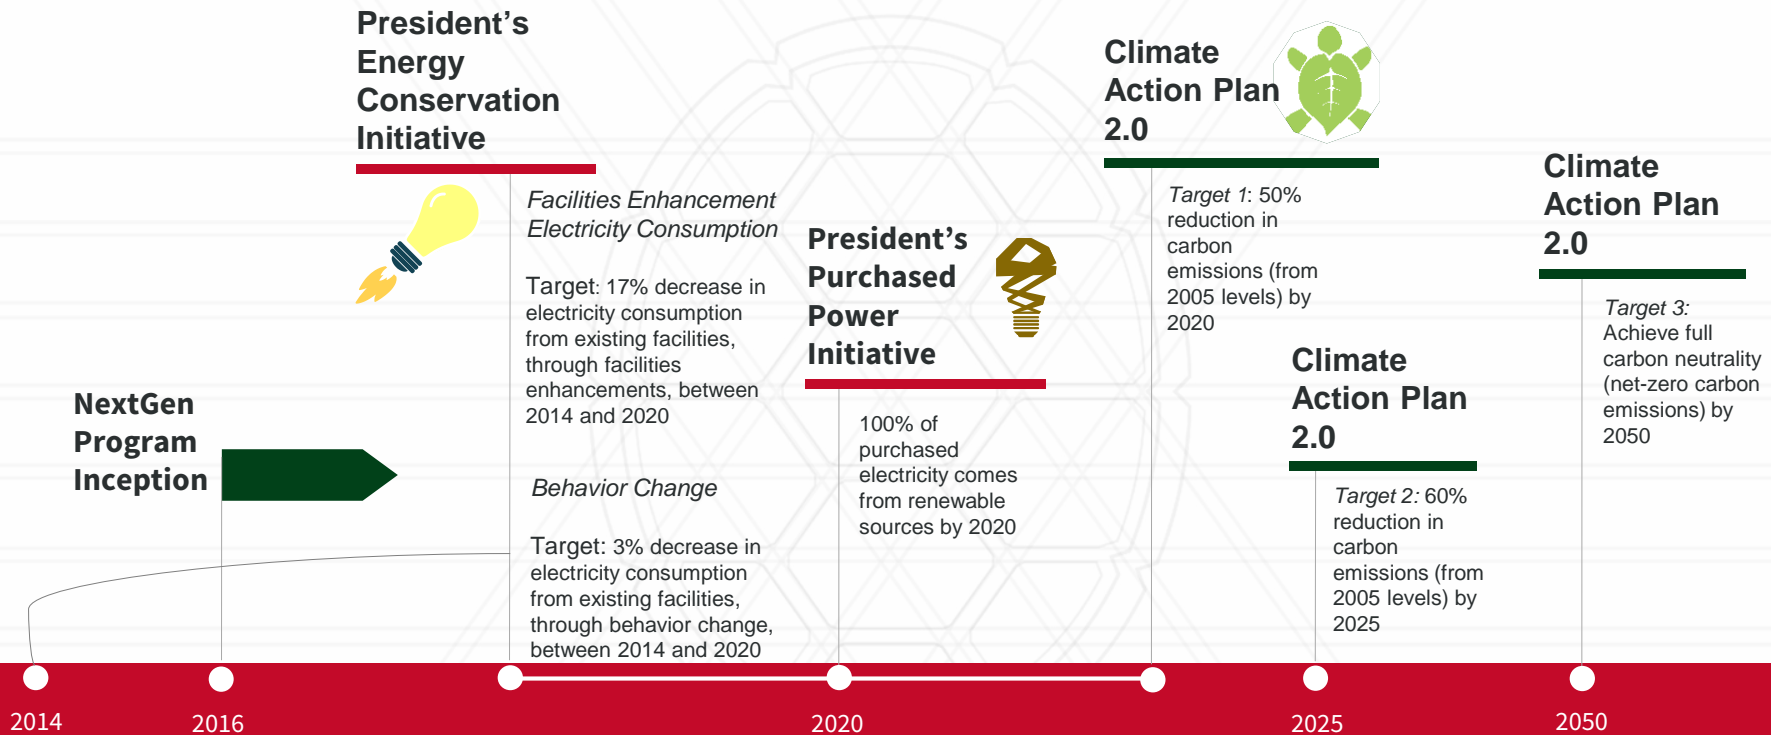 NextGen
Program
Inception
President’s
Energy
Conservation
Initiative
Facilities Enhancement
Electricity Consumption
Target: 17% decrease in
electricity consumption
from existing facilities,
through facilities
enhancements, between
2014 and 2020
Behavior Change
Target: 3% decrease in
electricity consumption
from existing facilities,
through behavior change,
between 2014 and 2020
President’s
Purchased
Power
Initiative
100% of
purchased
electricity comes
from renewable
sources by 2020
Climate
Action Plan
2.0
Target 1: 50%
reduction in
carbon
emissions (from
2005 levels) by
2020
Climate
Action Plan
2.0
Target 2: 60%
reduction in
carbon
emissions (from
2005 levels) by
2025
Climate
Action Plan
2.0
Target 3:
Achieve full
carbon neutrality
(net-zero carbon
emissions) by
2050
2014
2016
2020
2025
2050